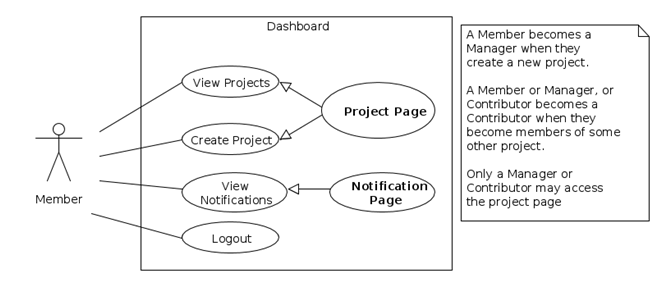 Dashboard
View Projects
Project Page
Create Project
View
Notifications
Notification
Page
Logout
Member
A Member becomes a
Manager when they
create a new project.
A Member or Manager, or
Contributor becomes a
Contributor when they
become members of some
other project.
Only a Manager or
Contributor may access
the project page